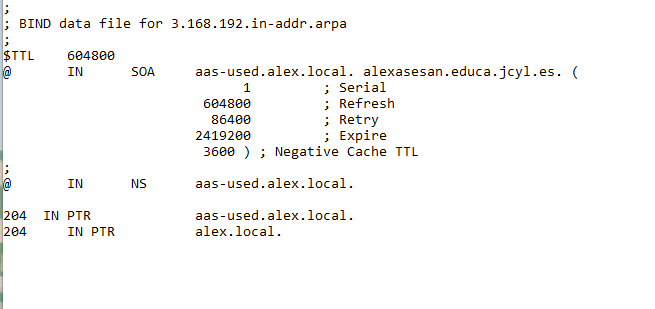 ;
; BIND data file for 3.168.192.in-addr.arpa
;
$TTL    604800
@       IN      SOA     aas-used.alex.local. alexasesan.educa.jcyl.es. (
                              1         ; Serial
                         604800         ; Refresh
                          86400         ; Retry
                        2419200         ; Expire
                         3600 ) ; Negative Cache TTL
;
@       IN      NS      aas-used.alex.local.

204  IN PTR             aas-used.alex.local.
204     IN PTR          alex.local.